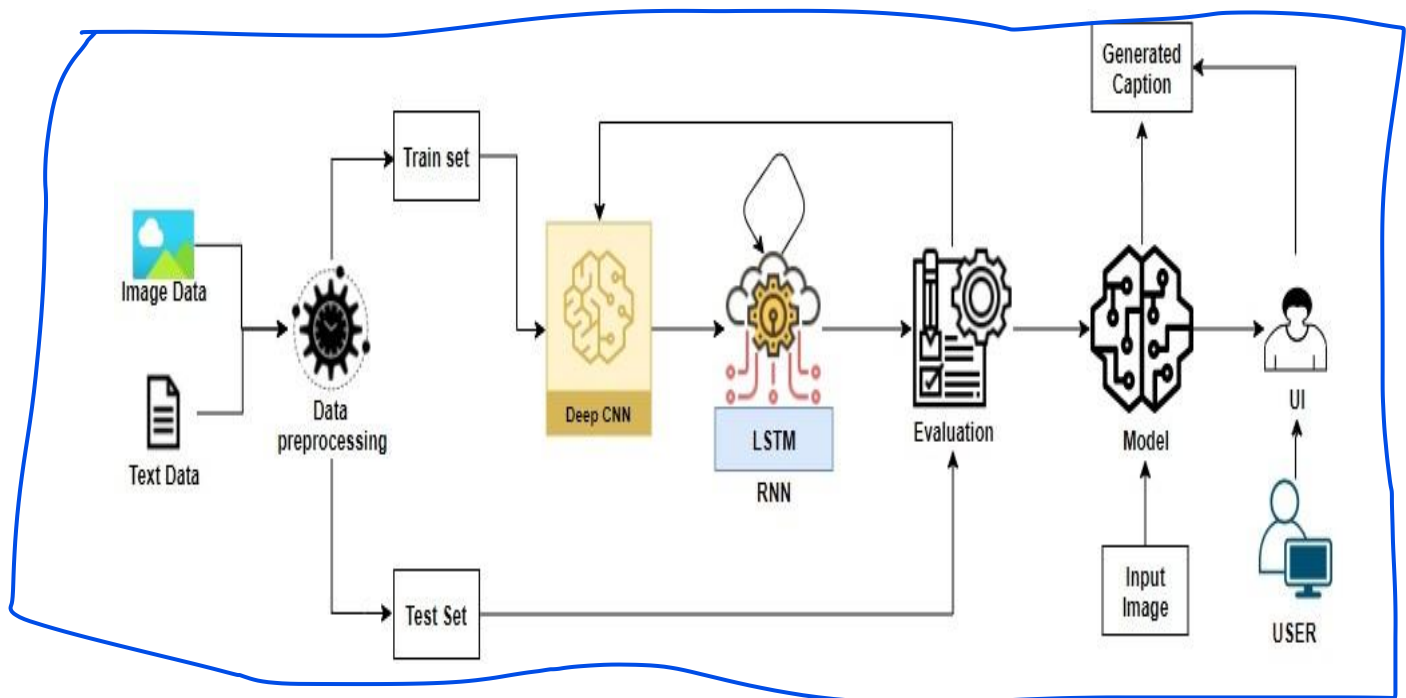 Generated
Caption
Train set
Image Data
Data
preprocessing
Text Data
Deep CNN
LSTM
RNN
Evaluation
Model
UI
Test Set
Input
Image
USER